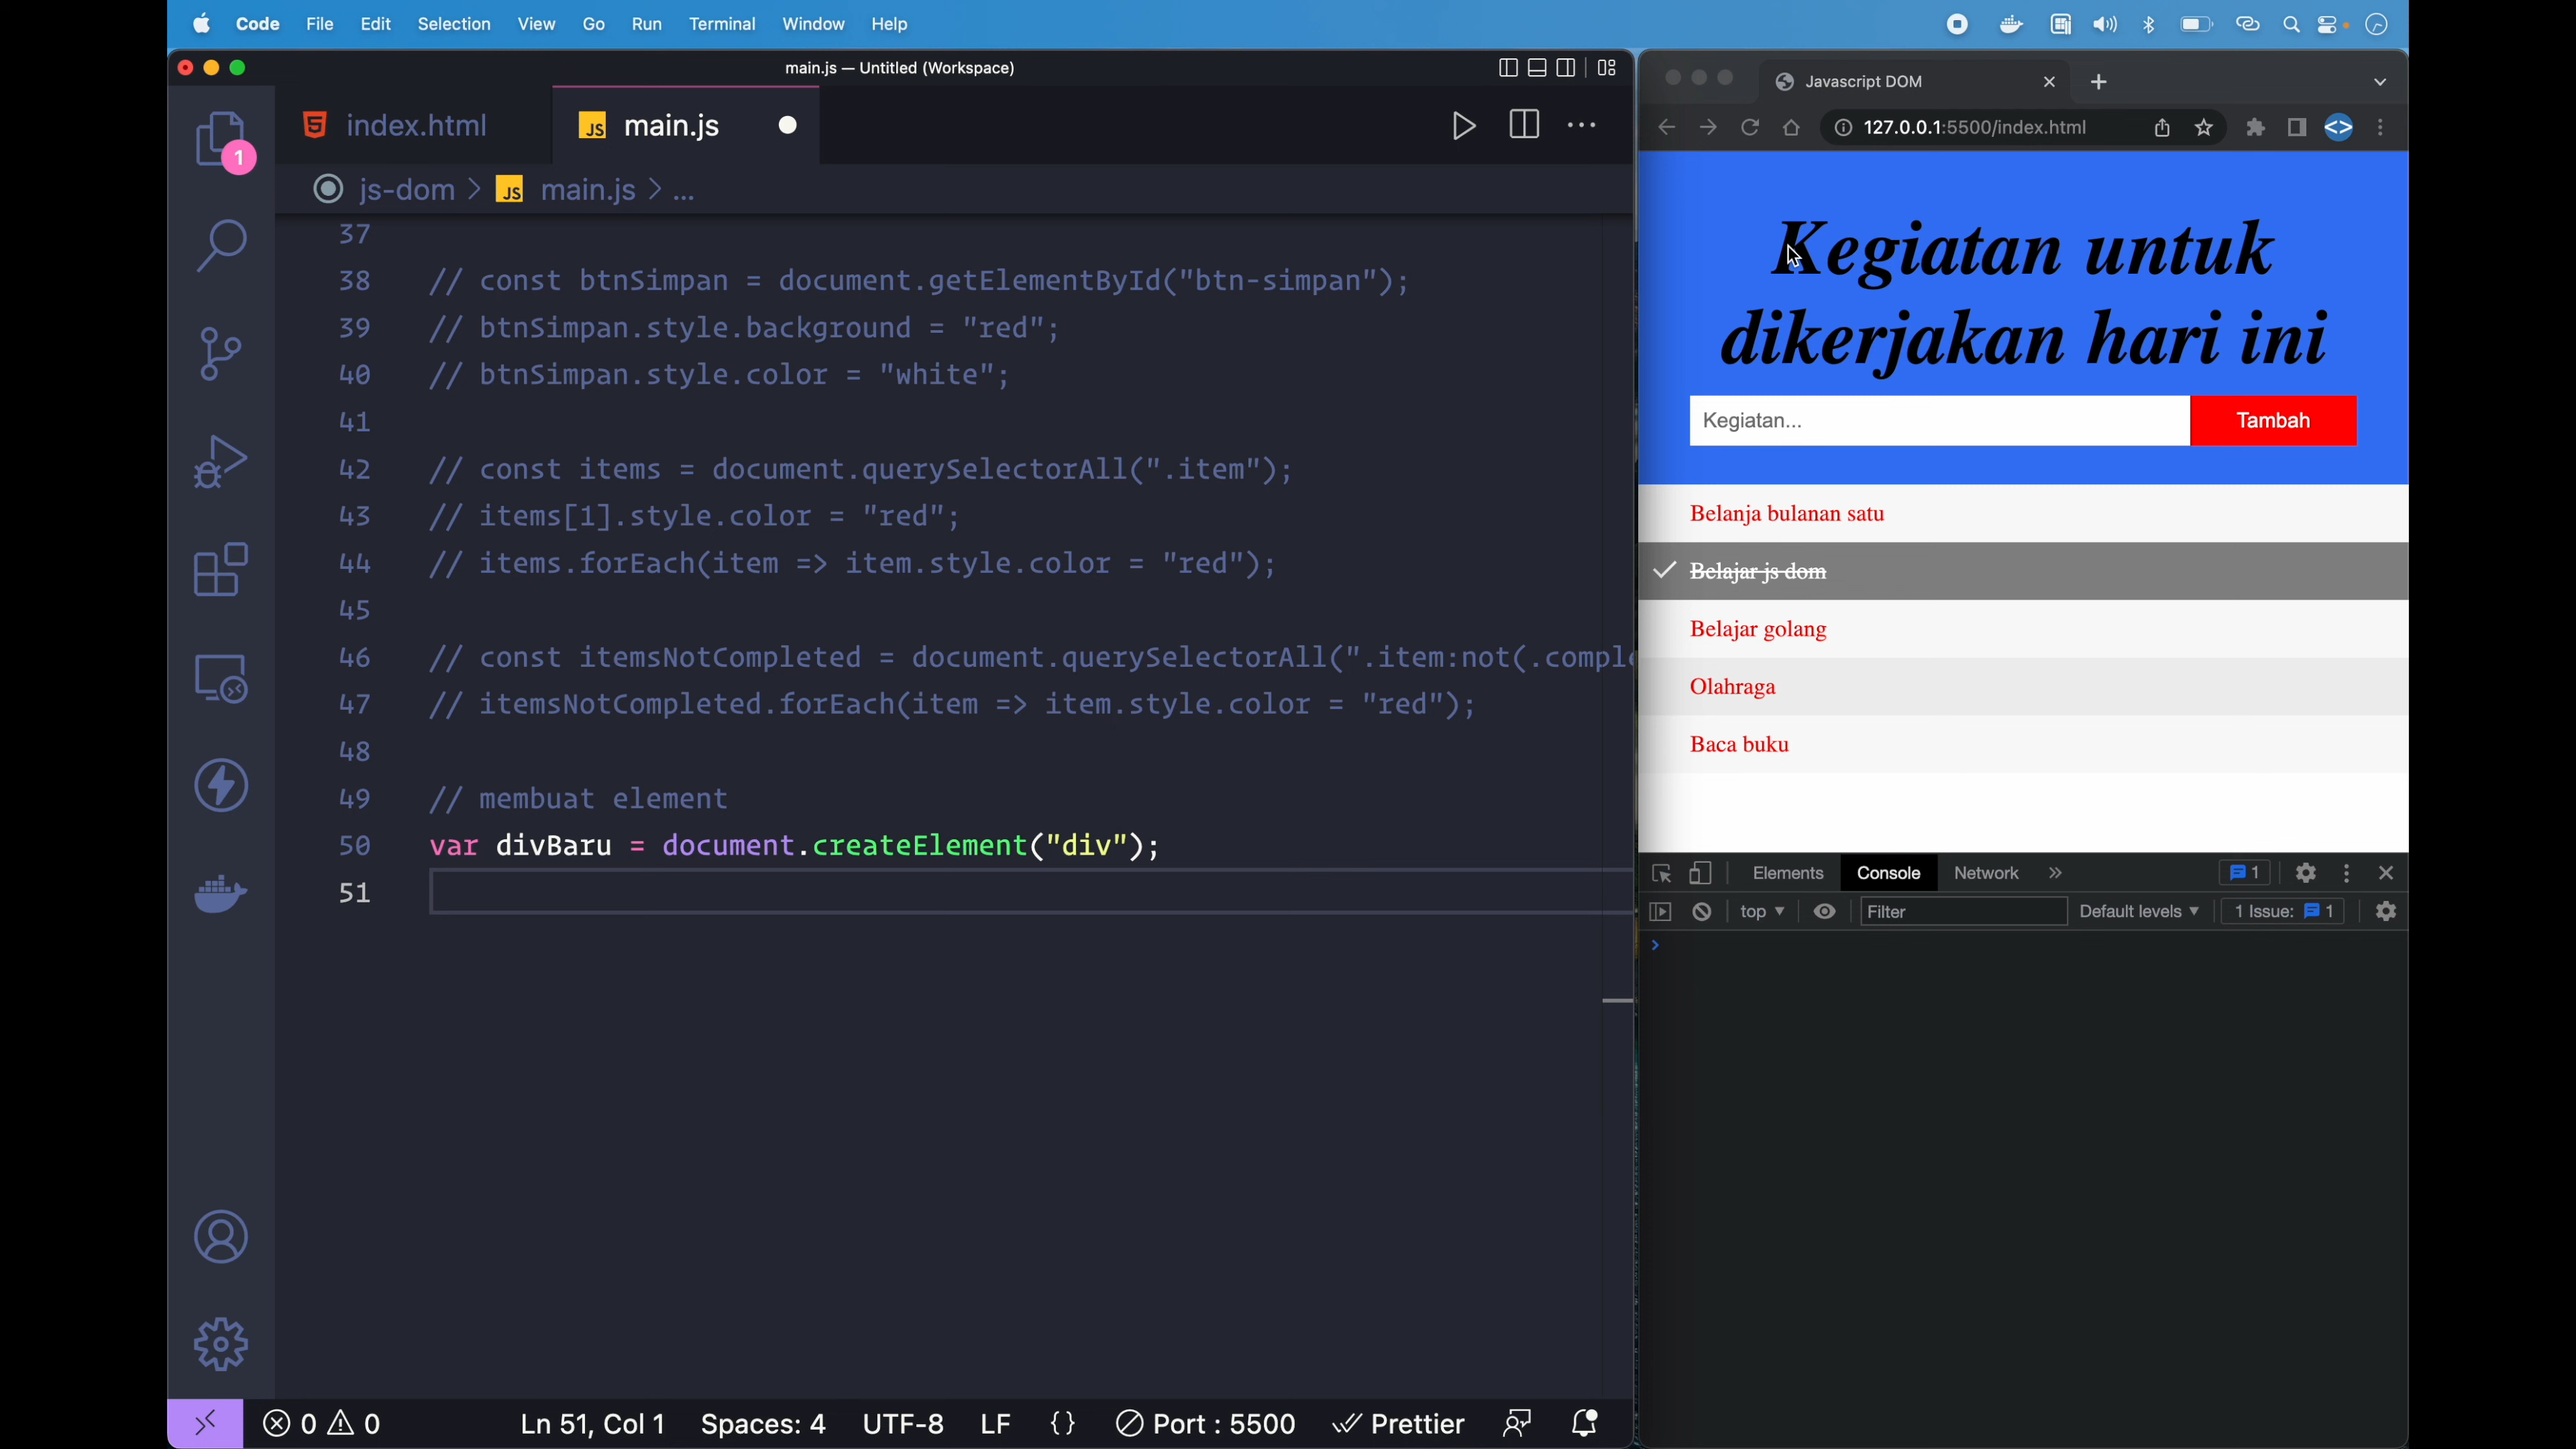 Code File Edit Selection View Go Run Terminal Window Help
main.js — Untitled (Workspace)
index.html
JS main.js
1
js-dom > JS main.js > ...
37
38 // const btnSimpan = document.getElementById("btn-simpan");
39 // btnSimpan.style.background = "red";
40 // btnSimpan.style.color = "white";
41
42 // const items = document.querySelectorAll(".item");
43 // items[1].style.color = "red";
44 // items.forEach(item => item.style.color = "red");
45
46 // const itemsNotCompleted = document.querySelectorAll(".item:not(.comple
47 // itemsNotCompleted.forEach(item => item.style.color = "red");
48
49 // membuat element
50 var divBaru = document.createElement("div");
51
0 0 Ln 51, Col 1 Spaces: 4 UTF-8 LF {} Port : 5500 Prettier
Javascript DOM
127.0.0.1:5500/index.html
Kegiatan untuk
dikerjakan hari ini
Kegiatan... Tambah
Belanja bulanan satu
Belajar js dom
Belajar golang
Olahraga
Baca buku
Elements Console Network » 1
top Filter Default levels 1 Issue: 1